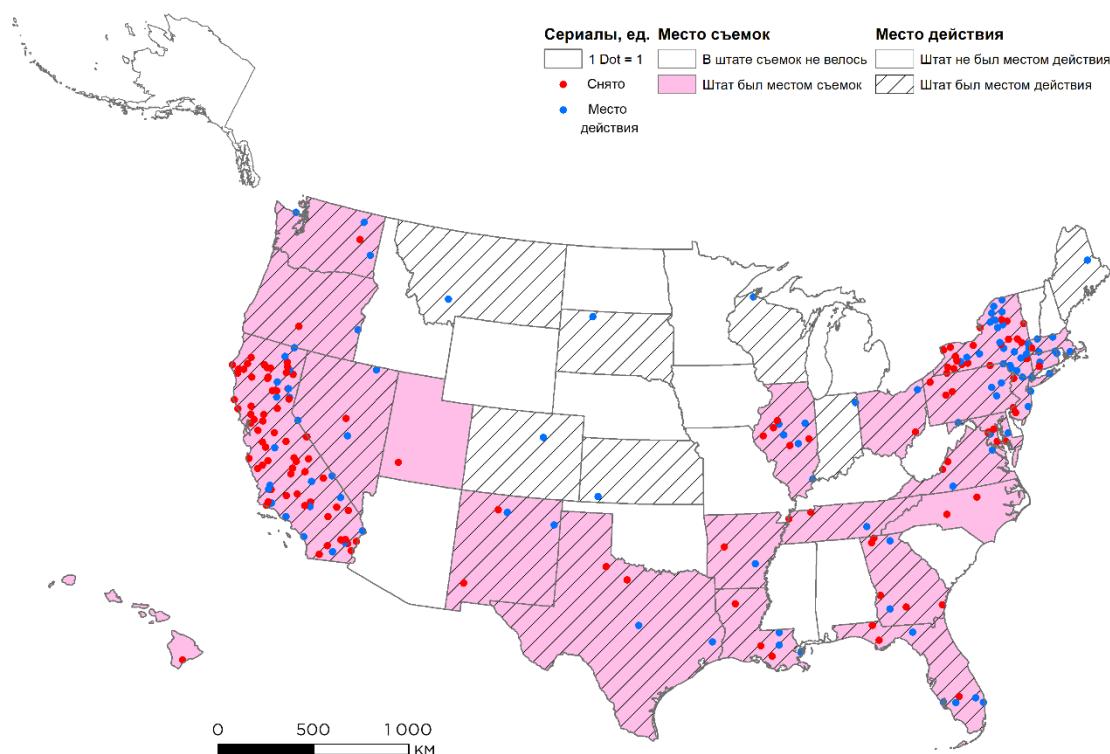 Сериалы, ед. Место съемок Место действия
1 Dot = 1 В штате съемок не велось Штат не был местом действия
Снято Штат был местом съемок Штат был местом действия
Место
действия
0 500 1 000
КМ